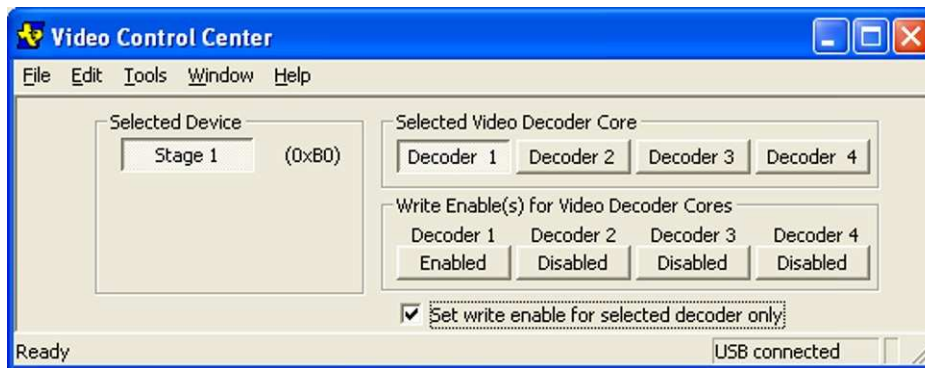 Video Control Center
File Edit Tools Window Help
Selected Device
Stage 1 (0xB0)
Selected Video Decoder Core
Decoder 1 Decoder 2 Decoder 3 Decoder 4
Write Enable(s) for Video Decoder Cores
Decoder 1 Decoder 2 Decoder 3 Decoder 4
Enabled Disabled Disabled Disabled
Set write enable for selected decoder only
Ready USB connected